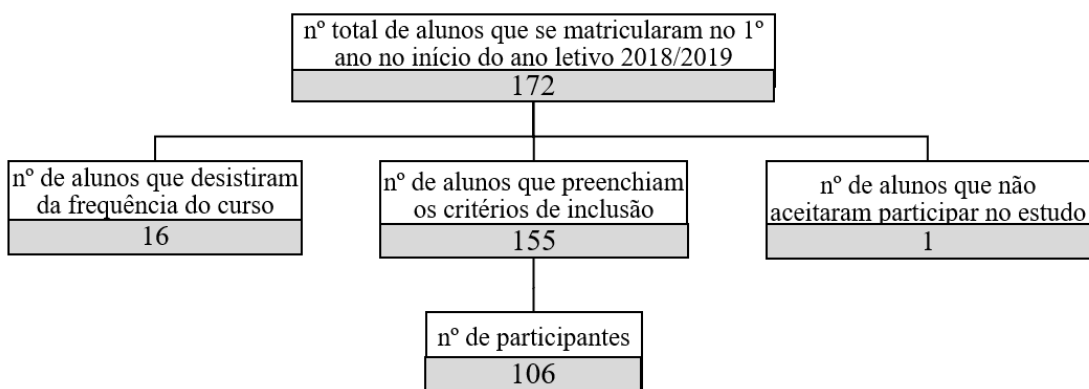 nº total de alunos que se matricularam no 1º
ano no início do ano letivo 2018/2019
172
nº de alunos que desistiram
da frequência do curso
16
nº de alunos que preenchiam
os critérios de inclusão
155
nº de alunos que não
aceitaram participar no estudo
1
nº de participantes
106